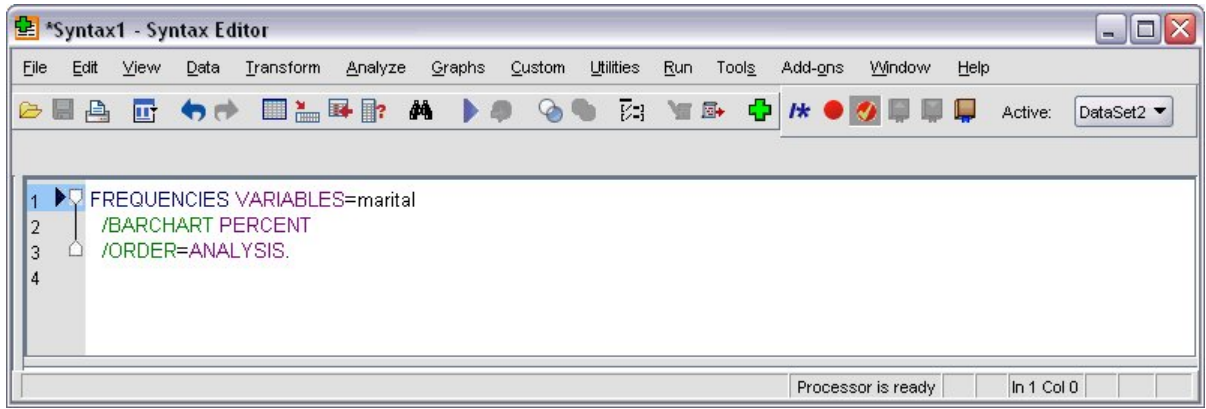 *Syntax1 - Syntax Editor
File Edit View Data Transform Analyze Graphs Custom Utilities Run Tools Add-ons Window Help
Active: DataSet2
1 FREQUENCIES VARIABLES=marital
2 /BARCHART PERCENT
3 /ORDER=ANALYSIS.
4
Processor is ready In 1 Col 0